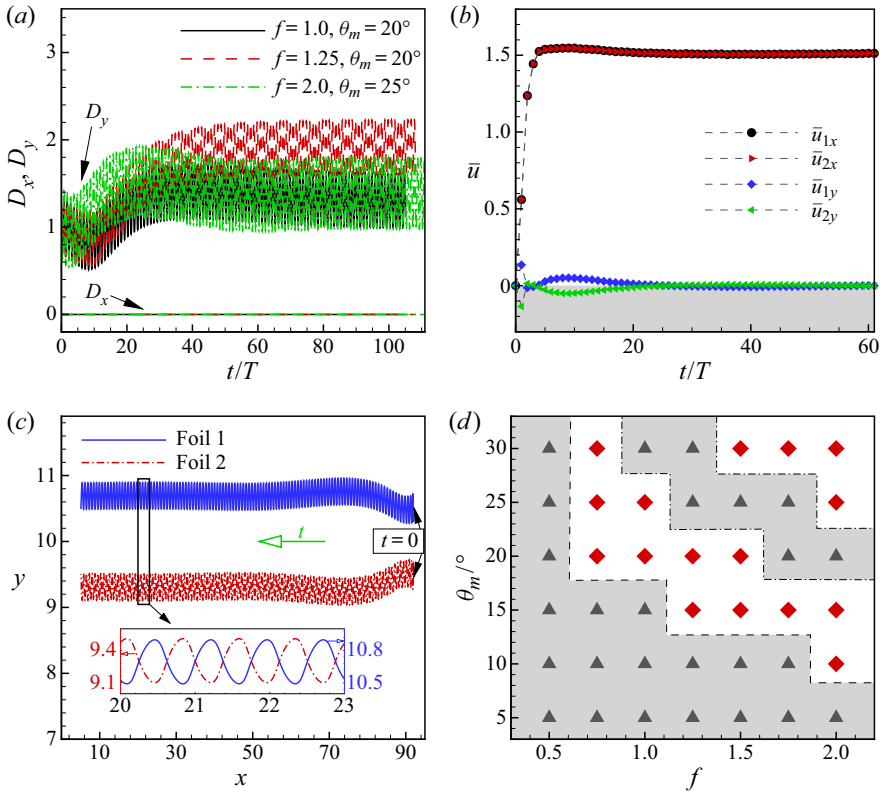 (a)
f = 1.0, θm = 20°
f = 1.25, θm = 20°
f = 2.0, θm = 25°
Dy
Dx
Dx, Dy
3
2
1
0
0 20 40 60 80 100
t/T
(b)
ū1x
ū2x
ū1y
ū2y
ū
1.5
1.0
0.5
0
0 20 40 60
t/T
(c)
Foil 1
Foil 2
t
t = 0
y
11
10
9
8
7
9.4
9.1
10.8
10.5
20 21 22 23
10 20 30 40 50 60 70 80 90
x
(d)
θm/°
30
25
20
15
10
5
0.5 1.0 1.5 2.0
f